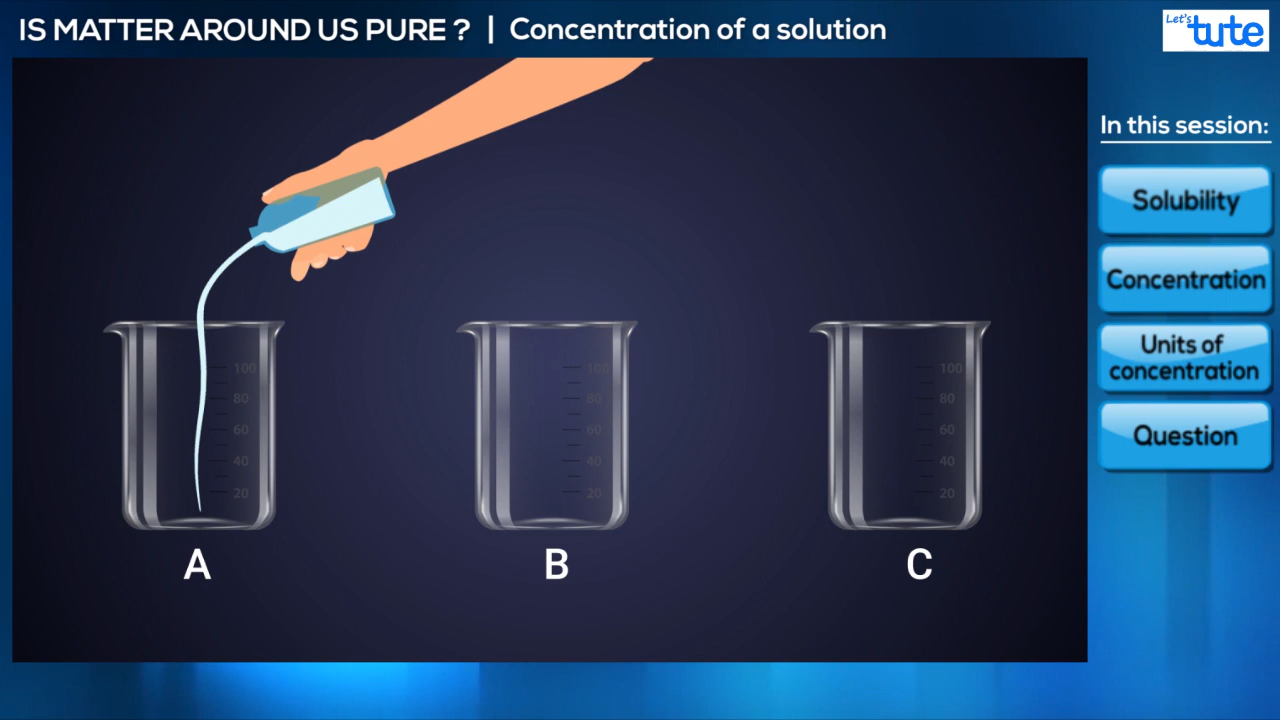 IS MATTER AROUND US PURE ? | Concentration of a solution
Let's
tute
In this session:
Solubility
Concentration
Units of
concentration
Question
100
80
60
40
20
100
80
60
40
20
100
80
60
40
20
A
B
C